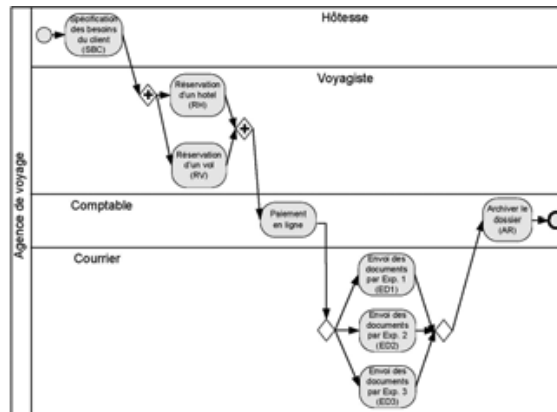 Hôtesse
Spécification
des besoins
du client
(SBC)
Voyagiste
Réservation
d'un hotel
(RH)
Réservation
d'un vol
(RV)
Agence de voyage
Comptable
Paiement
en ligne
Archiver le
dossier
(AR)
Courrier
Envoi des
documents
par Exp. 1
(ED1)
Envoi des
documents
par Exp. 2
(ED2)
Envoi des
documents
par Exp. 3
(ED3)